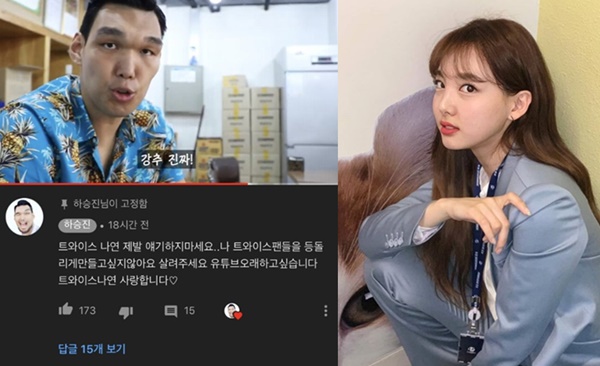 강추 진짜!
하승진님이 고정함
하승진 • 18시간 전
트와이스 나연 제발 얘기하지마세요..나 트와이스팬들을 등돌
리게만들고싶지않아요 살려주세요 유튜브오래하고싶습니다
트와이스나연 사랑합니다♡
173 15
답글 15개 보기